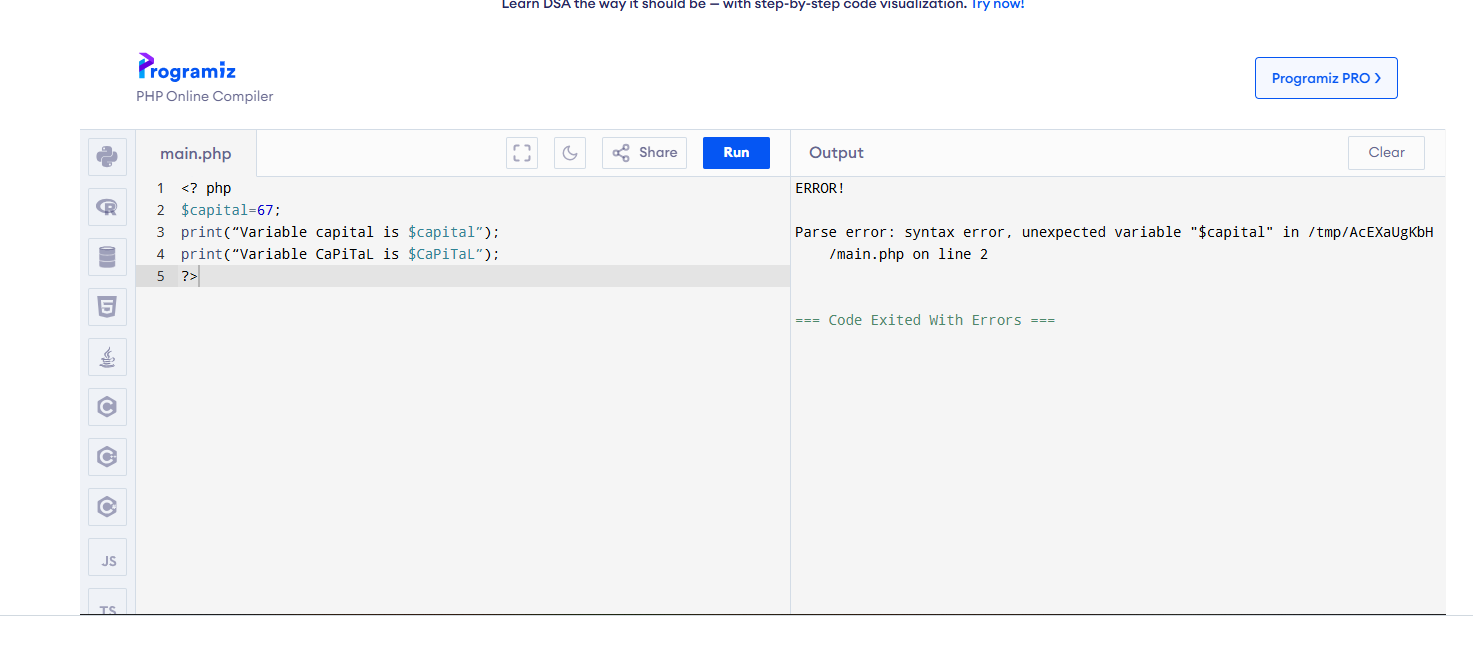 Learn DSA the way it should be — with step-by-step code visualization. Try now!
Programiz
PHP Online Compiler
Programiz PRO >
main.php
Share
Run
Output
Clear
1 <? php
2 $capital=67;
3 print(“Variable capital is $capital”);
4 print(“Variable CaPiTaL is $CaPiTaL”);
5 ?>
ERROR!
Parse error: syntax error, unexpected variable "$capital" in /tmp/AcEXaUgKbH
/main.php on line 2
=== Code Exited With Errors ===
R
5
C
C
C
JS
TS